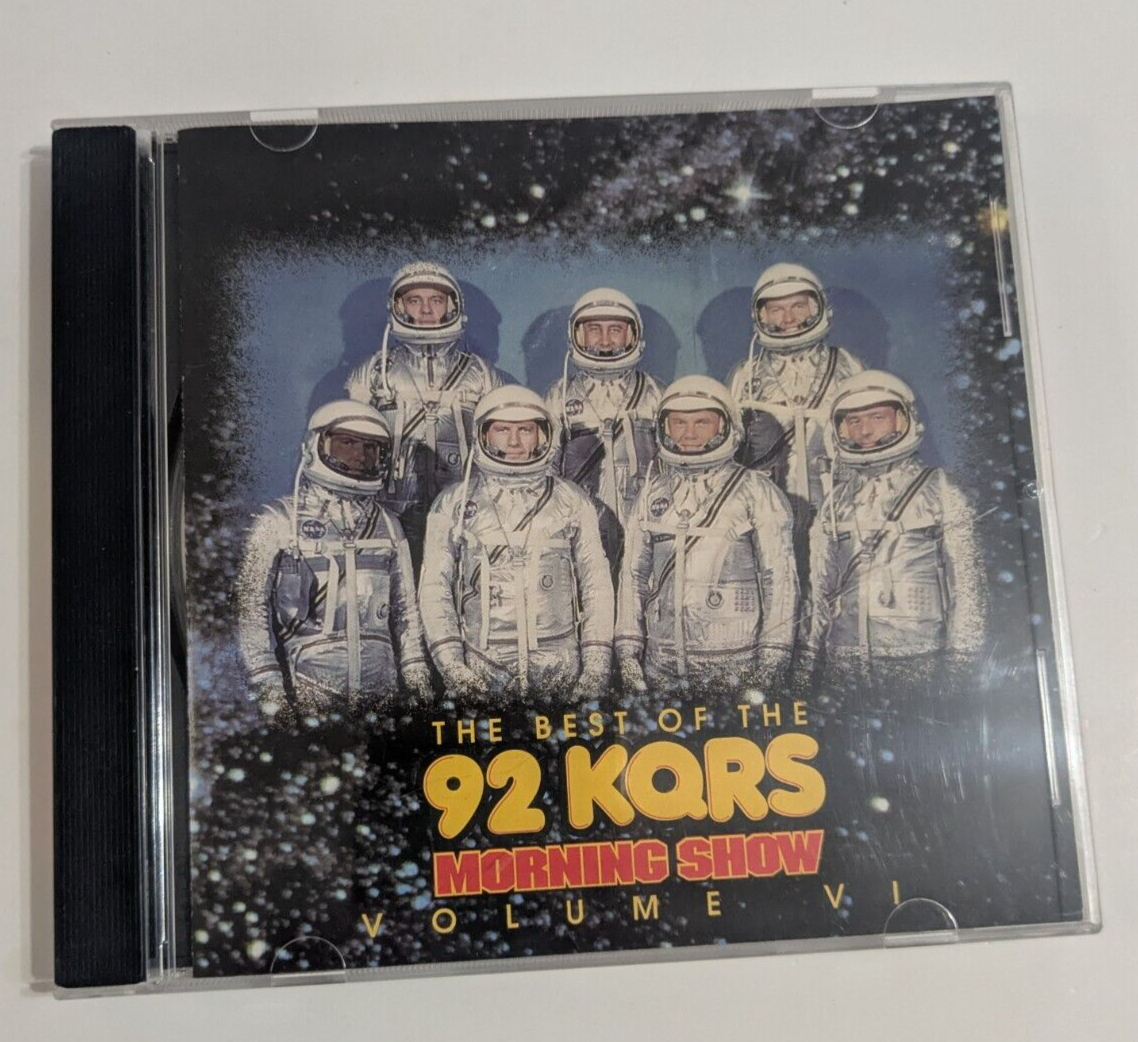 THE BEST OF THE
92 KQRS
MORNING SHOW
VOLUME VI